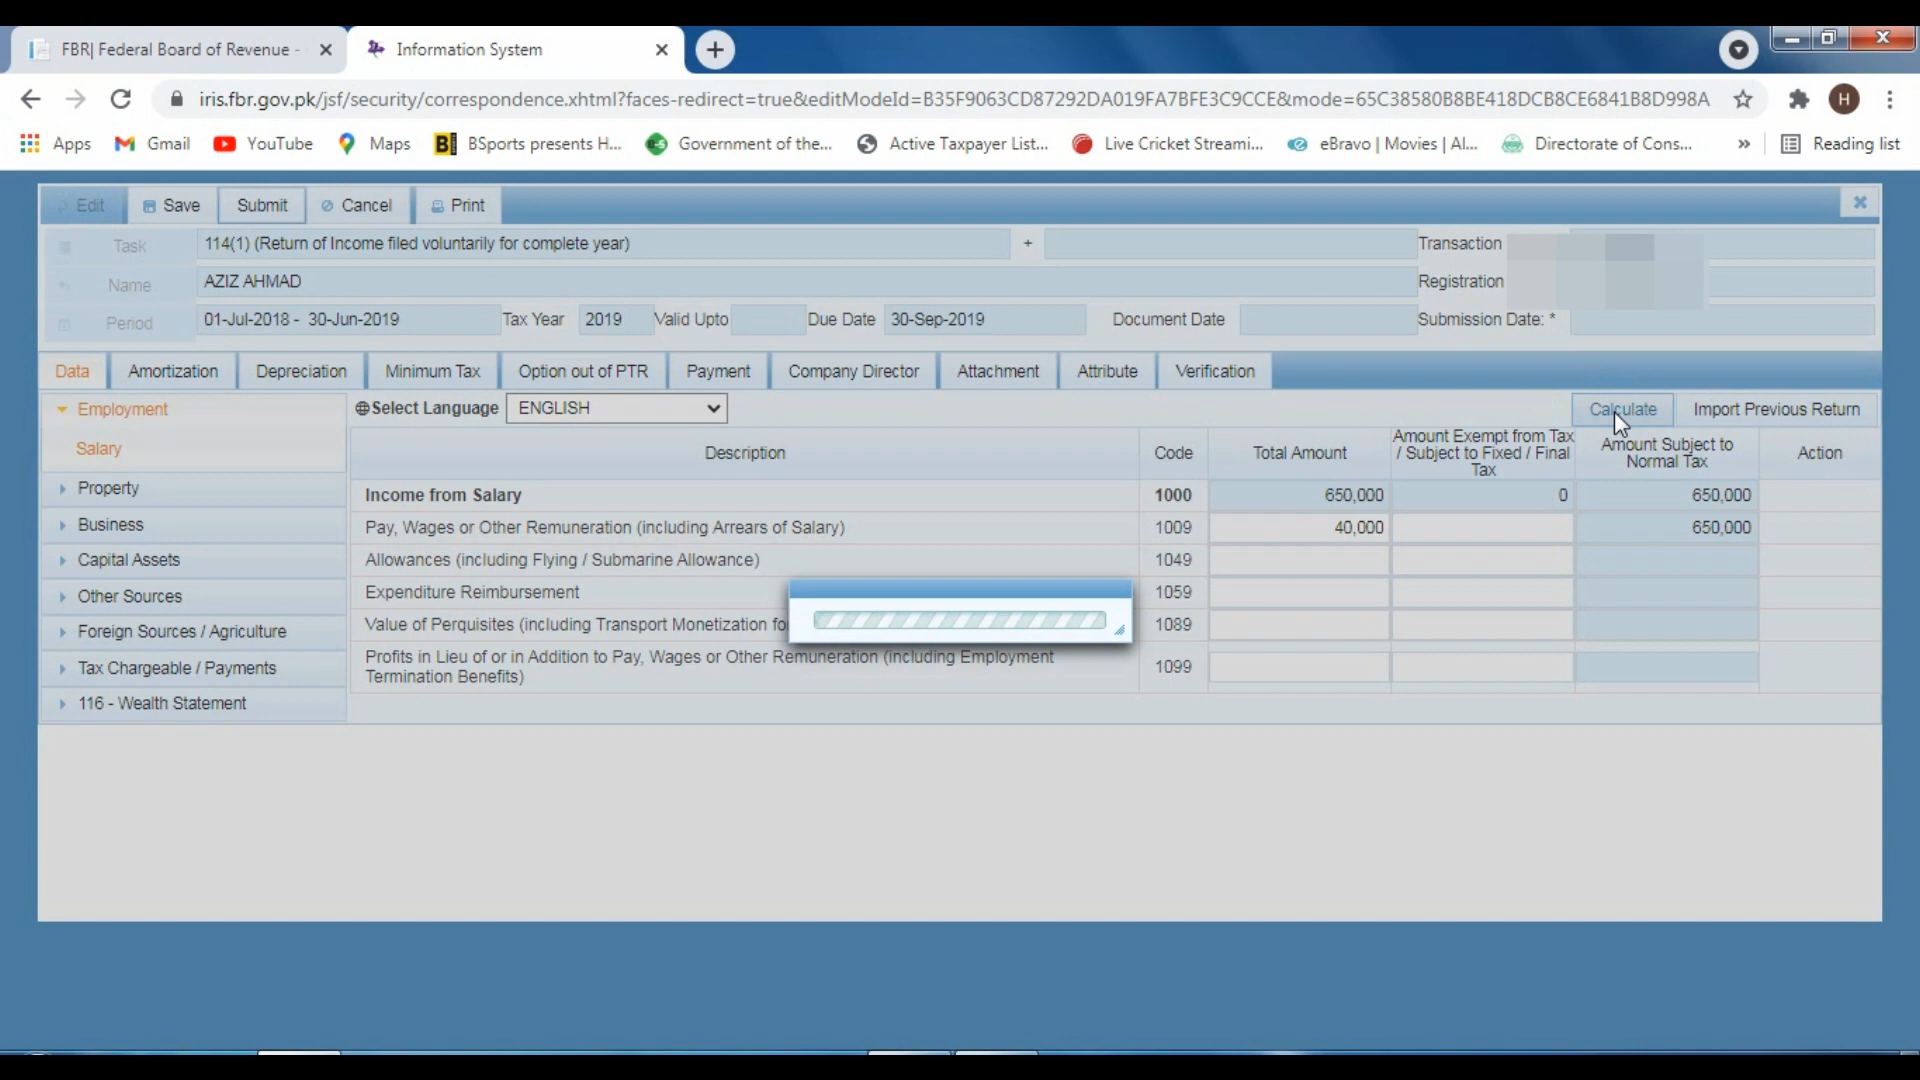 FBR| Federal Board of Revenue -
Information System
iris.fbr.gov.pk/jsf/security/correspondence.xhtml?faces-redirect=true&editModeId=B35F9063CD87292DA019FA7BFE3C9CCE&mode=65C38580B8BE418DCB8CE6841B8D998A
H
Apps Gmail YouTube Maps B BSports presents H... Government of the... Active Taxpayer List... Live Cricket Streami... eBravo | Movies | Al... Directorate of Cons... » Reading list
Edit Save Submit Cancel Print
Task 114(1) (Return of Income filed voluntarily for complete year) + Transaction
Name AZIZ AHMAD Registration
Period 01-Jul-2018 - 30-Jun-2019 Tax Year 2019 Valid Upto Due Date 30-Sep-2019 Document Date Submission Date: *
Data Amortization Depreciation Minimum Tax Option out of PTR Payment Company Director Attachment Attribute Verification
Employment
Salary
Property
Business
Capital Assets
Other Sources
Foreign Sources / Agriculture
Tax Chargeable / Payments
116 - Wealth Statement
Select Language ENGLISH Calculate Import Previous Return
Description Code Total Amount Amount Exempt from Tax / Subject to Fixed / Final Tax Amount Subject to Normal Tax Action
Income from Salary 1000 650,000 0 650,000
Pay, Wages or Other Remuneration (including Arrears of Salary) 1009 40,000 650,000
Allowances (including Flying / Submarine Allowance) 1049
Expenditure Reimbursement 1059
Value of Perquisites (including Transport Monetization fo 1089
Profits in Lieu of or in Addition to Pay, Wages or Other Remuneration (including Employment
Termination Benefits) 1099